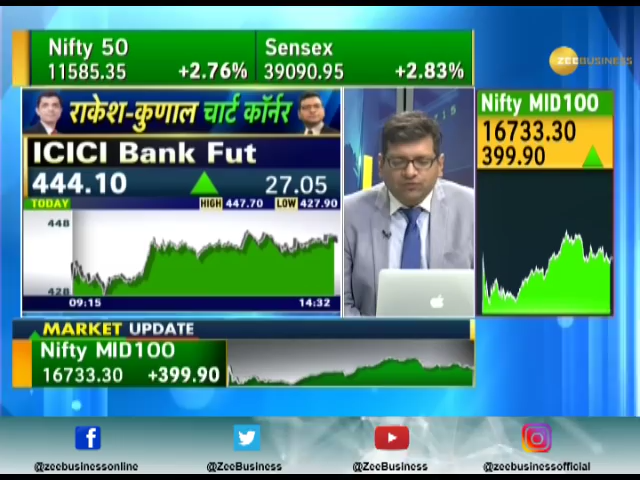 Nifty 50
11585.35 +2.76%
Sensex
39090.95 +2.83%
ZEEBUSINESS
राकेश-कुणाल चार्ट कॉर्नर
ICICI Bank Fut
444.10 27.05
TODAY HIGH 447.70 LOW 427.90
448
428
09:15 14:32
Nifty MID100
16733.30
399.90
MARKET UPDATE
Nifty MID100
16733.30 +399.90
@zeebusinessonline @ZeeBusiness @ZeeBusiness @zeebusinessofficial